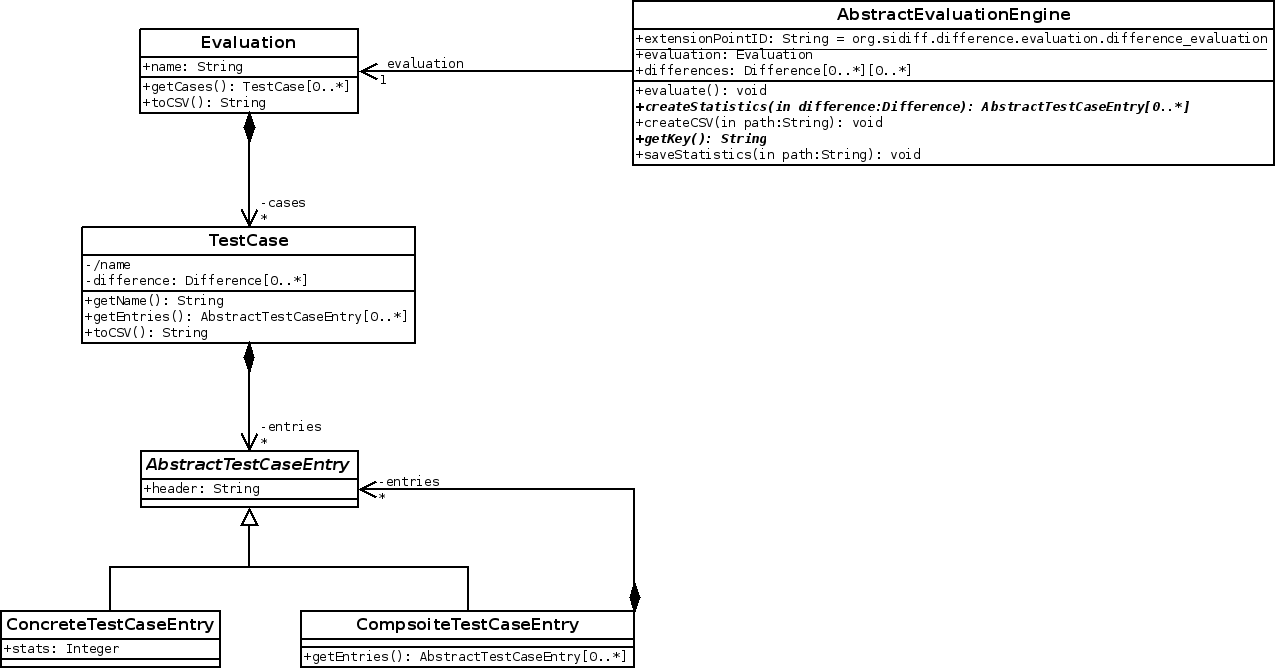 AbstractEvaluationEngine
+extensionPointID: String = org.sidiff.difference.evaluation.difference_evaluation
+evaluation: Evaluation
+differences: Difference[0..*][0..*]
+evaluate(): void
+createStatistics(in difference:Difference): AbstractTestCaseEntry[0..*]
+createCSV(in path:String): void
+getKey(): String
+saveStatistics(in path:String): void
Evaluation
+name: String
+getCases(): TestCase[0..*]
+toCSV(): String
evaluation
1
-cases
*
TestCase
-/name
-difference: Difference[0..*]
+getName(): String
+getEntries(): AbstractTestCaseEntry[0..*]
+toCSV(): String
-entries
*
AbstractTestCaseEntry
+header: String
-entries
*
ConcreteTestCaseEntry
+stats: Integer
CompsoiteTestCaseEntry
+getEntries(): AbstractTestCaseEntry[0..*]